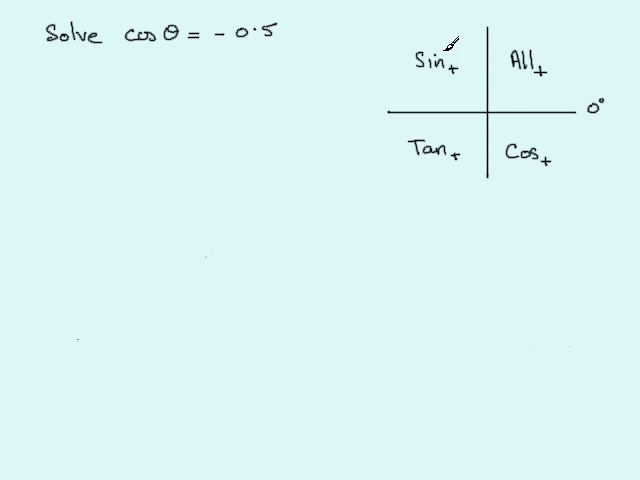 Solve cos θ = - 0.5
Sin+ All+
0°
Tan+ Cos+